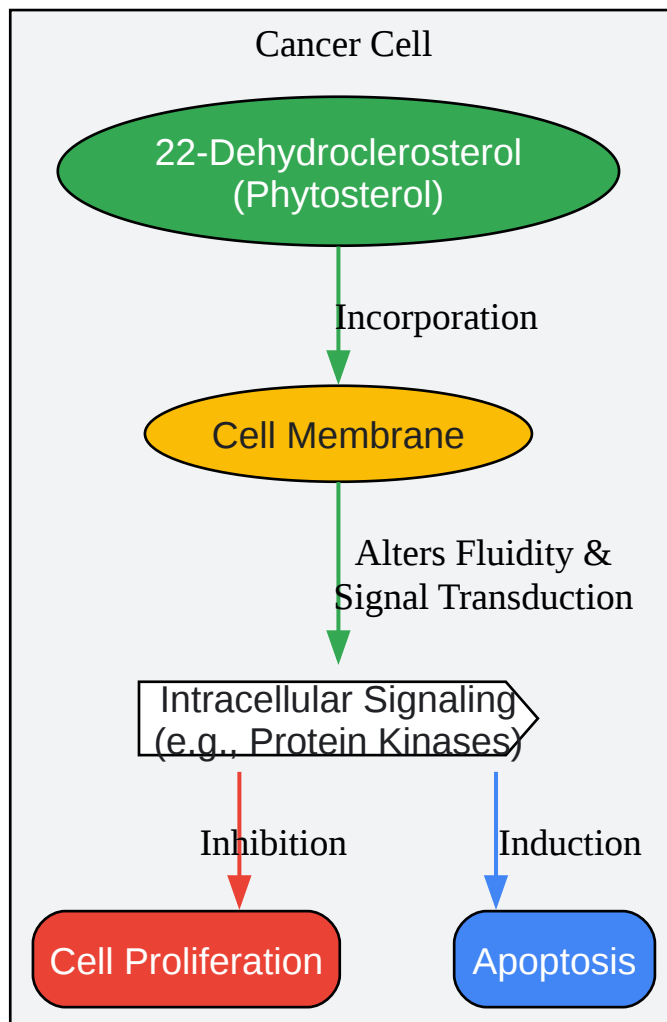 Cancer Cell
22-Dehydroclerosterol
(Phytosterol)
Incorporation
Cell Membrane
Alters Fluidity &
Signal Transduction
Intracellular Signaling
(e.g., Protein Kinases)
Inhibition
Induction
Cell Proliferation
Apoptosis